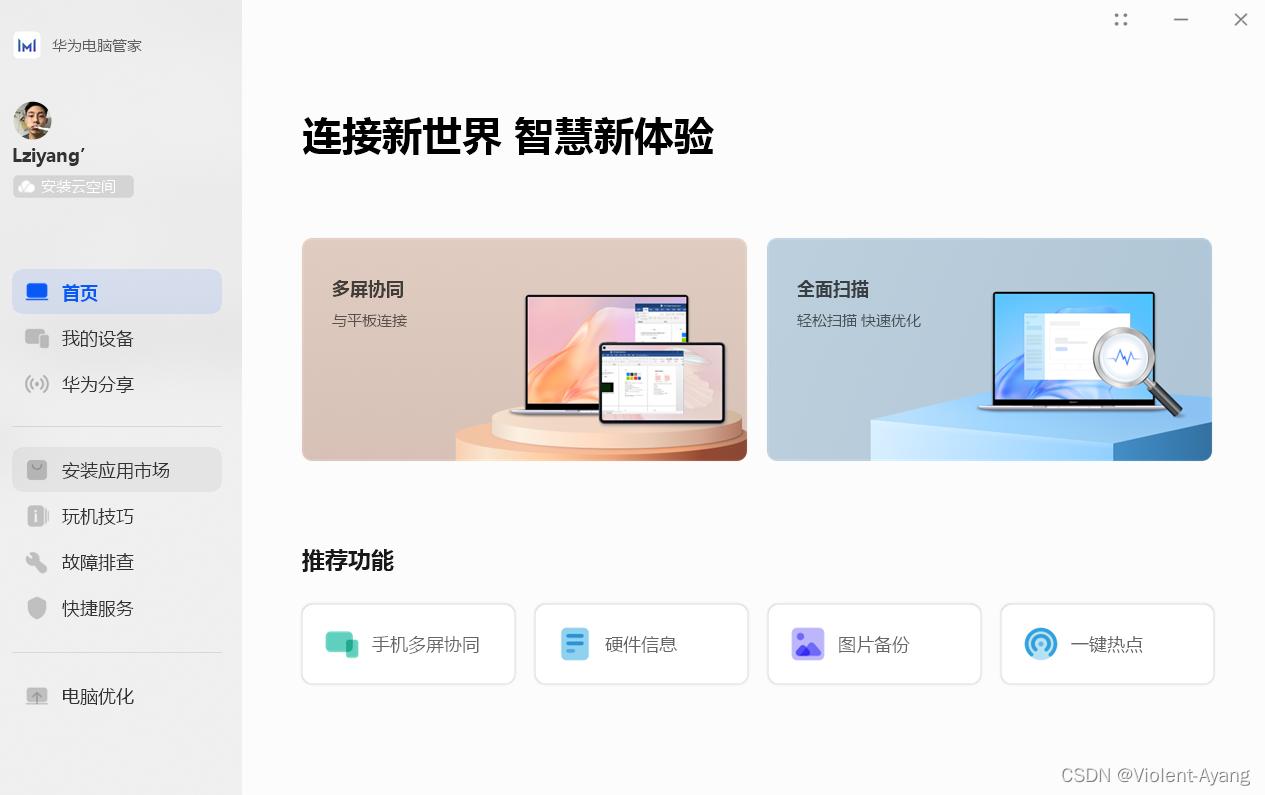 华为电脑管家
Lziyang′
安装云空间
首页
我的设备
华为分享
安装应用市场
玩机技巧
故障排查
快捷服务
电脑优化
连接新世界 智慧新体验
多屏协同
与平板连接
全面扫描
轻松扫描 快速优化
推荐功能
手机多屏协同
硬件信息
图片备份
一键热点
CSDN @Violent-Ayang